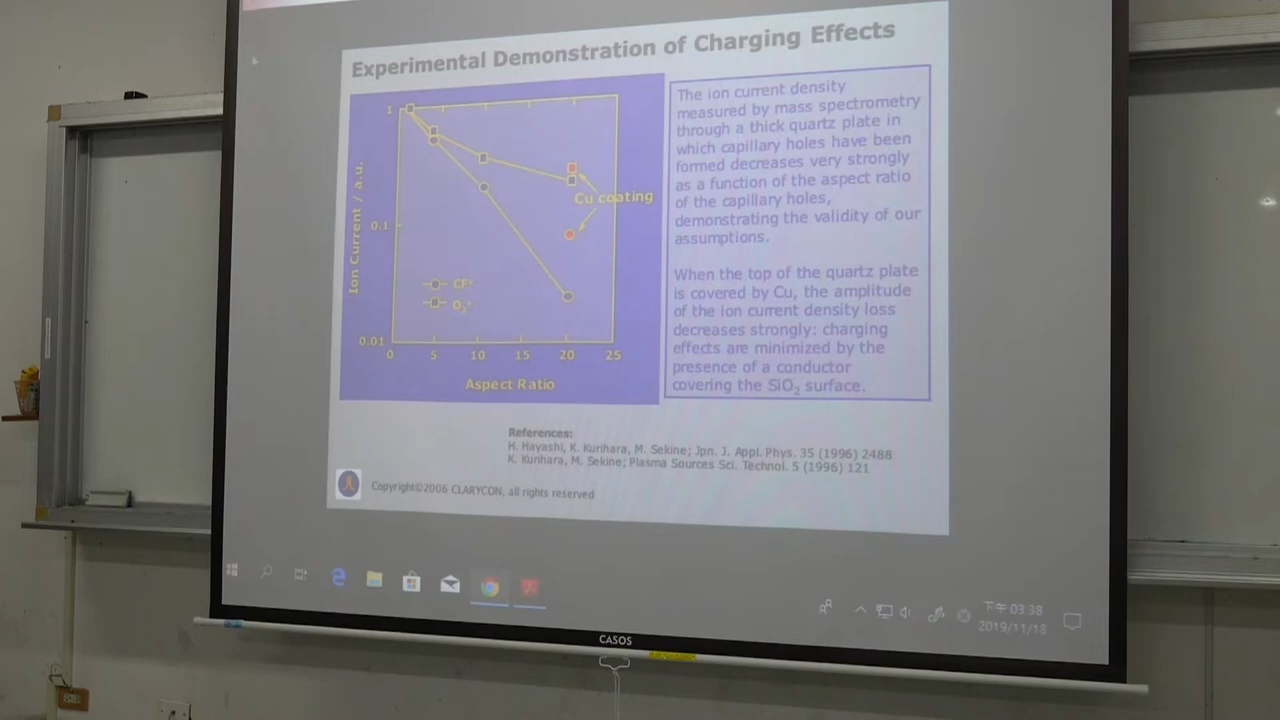 Experimental Demonstration of Charging Effects
1
0.1
0.01
0
5
10
15
20
25
Ion Current / a.u.
Aspect Ratio
Cu coating
CF⁺
O₂⁺
The ion current density
measured by mass spectrometry
through a thick quartz plate in
which capillary holes have been
formed decreases very strongly
as a function of the aspect ratio
of the capillary holes,
demonstrating the validity of our
assumptions.
When the top of the quartz plate
is covered by Cu, the amplitude
of the ion current density loss
decreases strongly: charging
effects are minimized by the
presence of a conductor
covering the SiO₂ surface.
References:
H. Hayashi, K. Kurihara, M. Sekine; Jpn. J. Appl. Phys. 35 (1996) 2488
K. Kurihara, M. Sekine; Plasma Sources Sci. Technol. 5 (1996) 121
Copyright©2006 CLARYCON, all rights reserved
下午 03:38
2019/11/18
CASOS